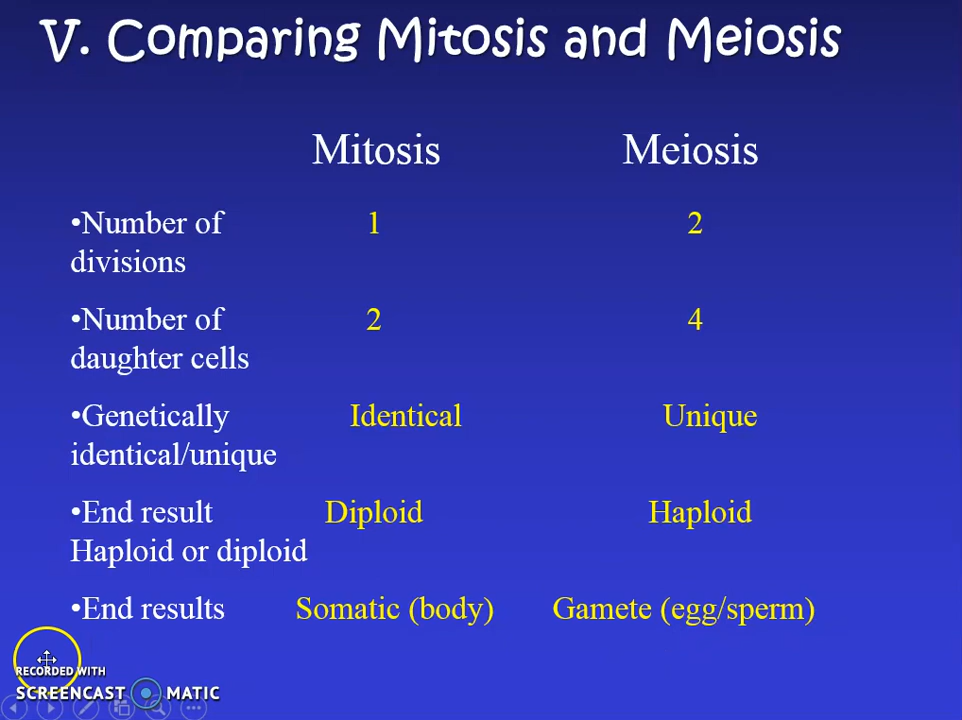 V. Comparing Mitosis and Meiosis
Mitosis Meiosis
•Number of 1 2
divisions
•Number of 2 4
daughter cells
•Genetically Identical Unique
identical/unique
•End result Diploid Haploid
Haploid or diploid
•End results Somatic (body) Gamete (egg/sperm)
RECORDED WITH
SCREENCAST MATIC